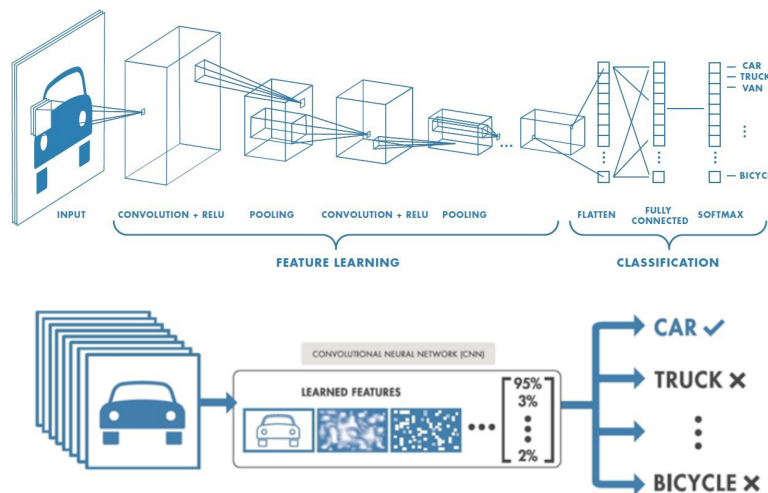 CAR
TRUCK
VAN
BICYCL
INPUT
CONVOLUTION + RELU
POOLING
CONVOLUTION + RELU
POOLING
FLATTEN
FULLY
CONNECTED
SOFTMAX
FEATURE LEARNING
CLASSIFICATION
CONVOLUTIONAL NEURAL NETWORK (CNN)
LEARNED FEATURES
95%
3%
2%
CAR ✓
TRUCK ×
BICYCLE ×